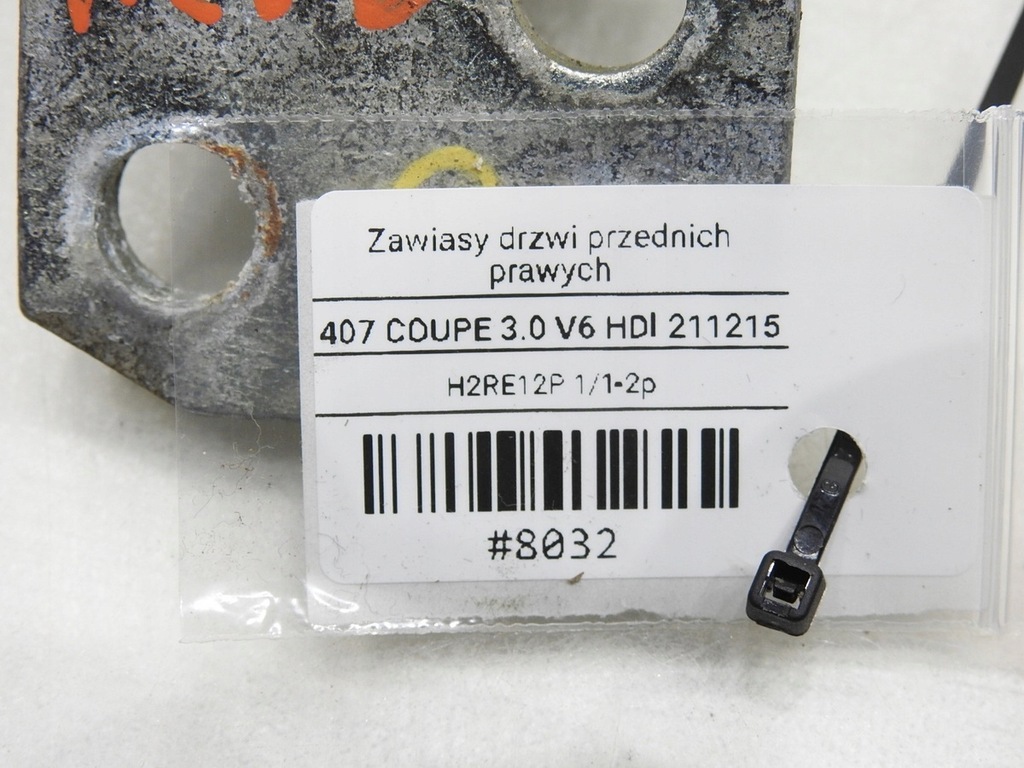 Zawiasy drzwi przednich
prawych
407 COUPE 3.0 V6 HDI 211215
H2RE12P 1/1-2p
#8032